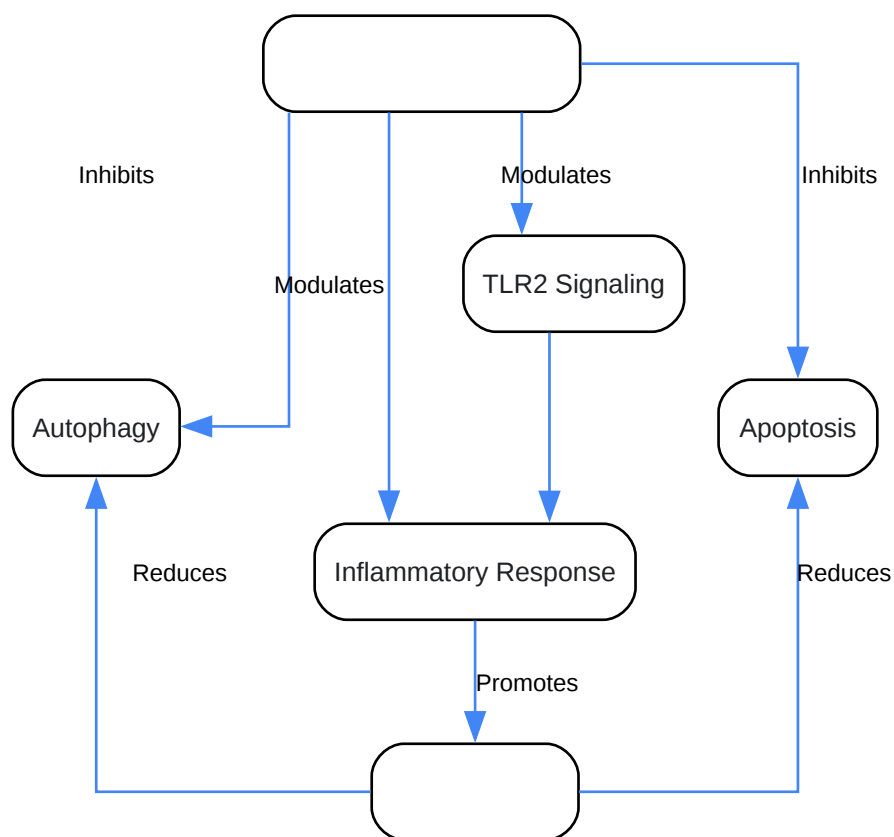 Inhibits
Modulates
Inhibits
TLR2 Signaling
Modulates
Autophagy
Apoptosis
Reduces
Inflammatory Response
Reduces
Promotes